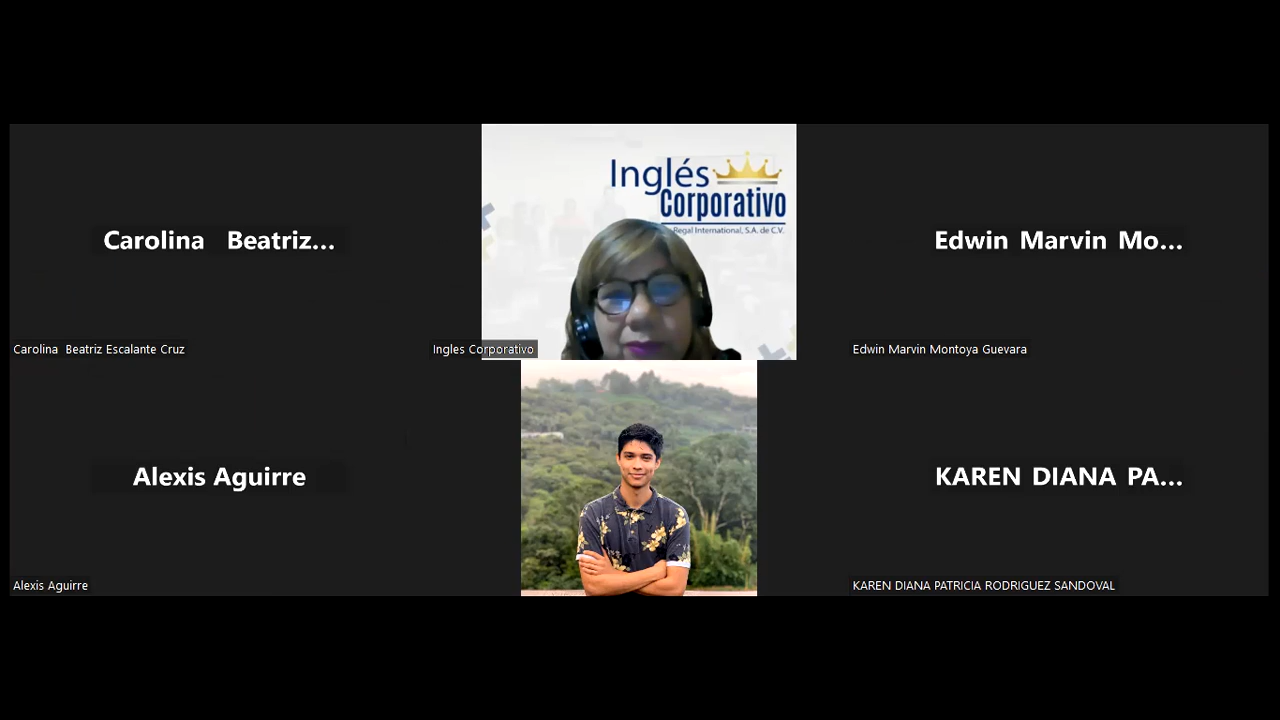 Carolina Beatriz...
Carolina Beatriz Escalante Cruz
Inglés
Corporativo
Regal International, S.A. de C.V.
Ingles Corporativo
Edwin Marvin Mo...
Edwin Marvin Montoya Guevara
Alexis Aguirre
Alexis Aguirre
KAREN DIANA PA...
KAREN DIANA PATRICIA RODRIGUEZ SANDOVAL